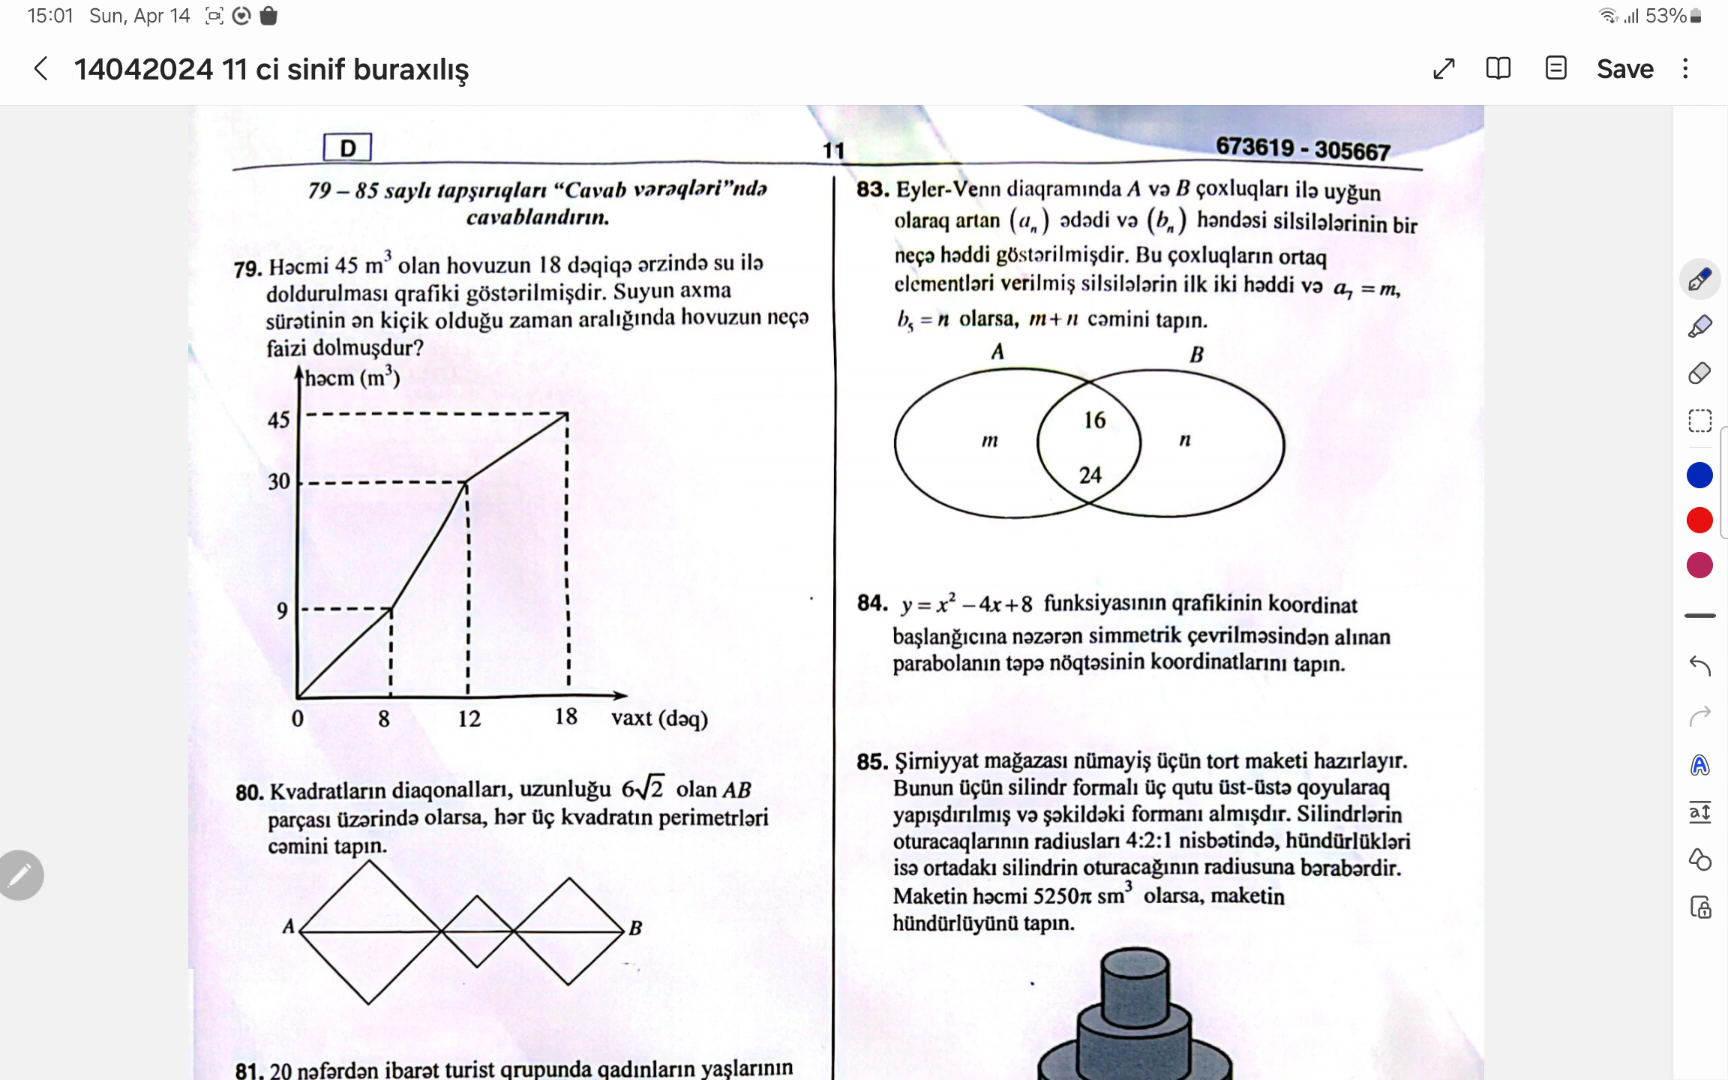 15:01 Sun, Apr 14
53%
14042024 11 ci sinif buraxılış
Save
D
11
673619 - 305667
79 – 85 saylı tapşırıqları “Cavab vərəqləri”ndə
cavablandırın.
79. Həcmi 45 m³ olan hovuzun 18 dəqiqə ərzində su ilə
doldurulması qrafiki göstərilmişdir. Suyun axma
sürətinin ən kiçik olduğu zaman aralığında hovuzun neçə
faizi dolmuşdur?
həcm (m³)
45
30
9
0 8 12 18 vaxt (dəq)
80. Kvadratların diaqonalları, uzunluğu 6√2 olan AB
parçası üzərində olarsa, hər üç kvadratın perimetrləri
cəmini tapın.
A
B
81. 20 nəfərdən ibarət turist qrupunda qadınların yaşlarının
83. Eyler-Venn diaqramında A və B çoxluqları ilə uyğun
olaraq artan (aₙ) ədədi və (bₙ) həndəsi silsilələrinin bir
neçə həddi göstərilmişdir. Bu çoxluqların ortaq
elementləri verilmiş silsilələrin ilk iki həddi və a₇ = m,
b₅ = n olarsa, m+n cəmini tapın.
A B
16
m n
24
84. y = x² – 4x + 8 funksiyasının qrafikinin koordinat
başlanğıcına nəzərən simmetrik çevrilməsindən alınan
parabolanın təpə nöqtəsinin koordinatlarını tapın.
85. Şirniyyat mağazası nümayiş üçün tort maketi hazırlayır.
Bunun üçün silindr formalı üç qutu üst-üstə qoyularaq
yapışdırılmış və şəkildəki formanı almışdır. Silindrlərin
oturacaqlarının radiusları 4:2:1 nisbətində, hündürlükləri
isə ortadakı silindrin oturacağının radiusuna bərabərdir.
Maketin həcmi 5250π sm³ olarsa, maketin
hündürlüyünü tapın.